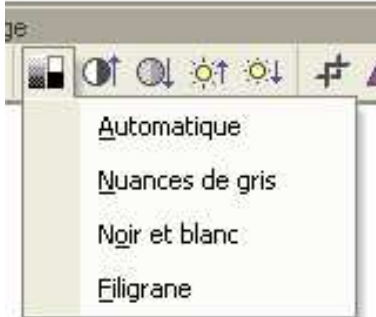 ge
Automatique
Nuances de gris
Noir et blanc
Filigrane